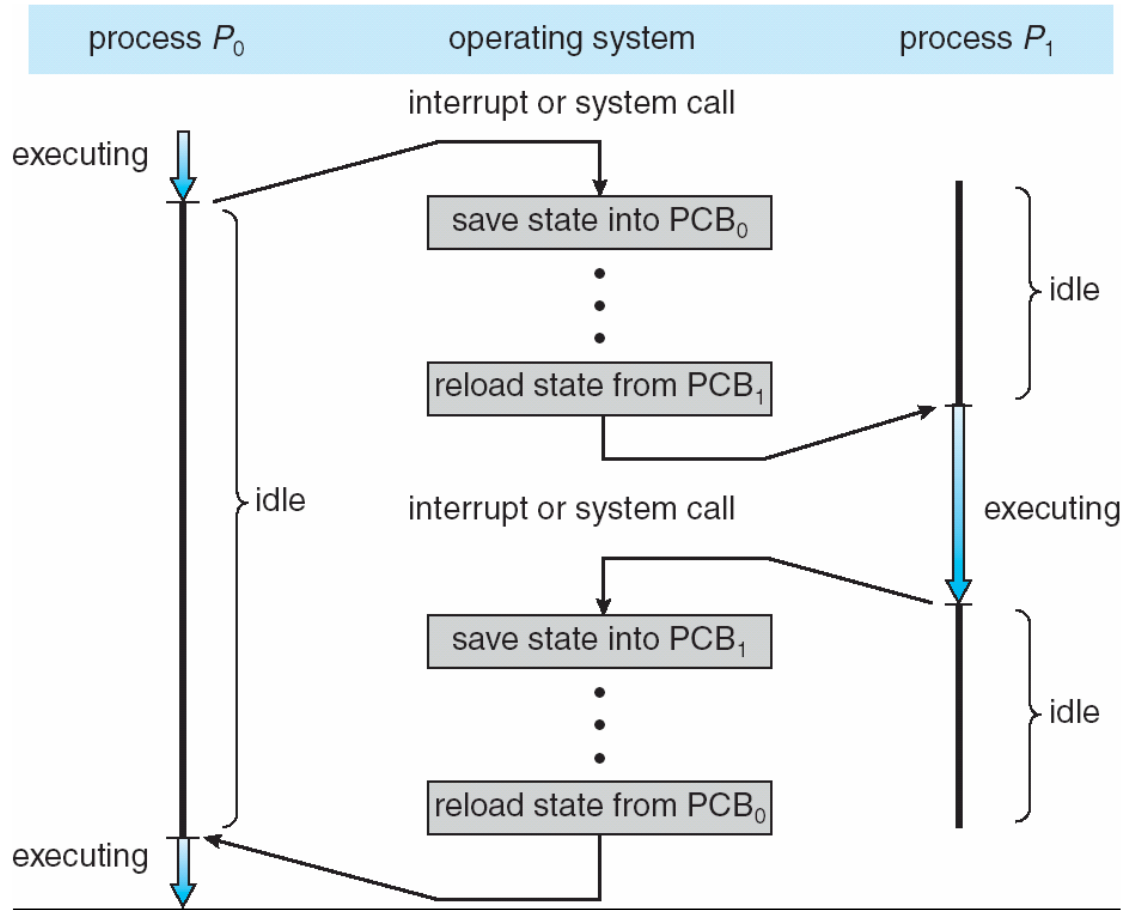 process P₀ operating system process P₁
interrupt or system call
executing
save state into PCB₀
idle
reload state from PCB₁
idle
interrupt or system call
executing
save state into PCB₁
idle
reload state from PCB₀
executing